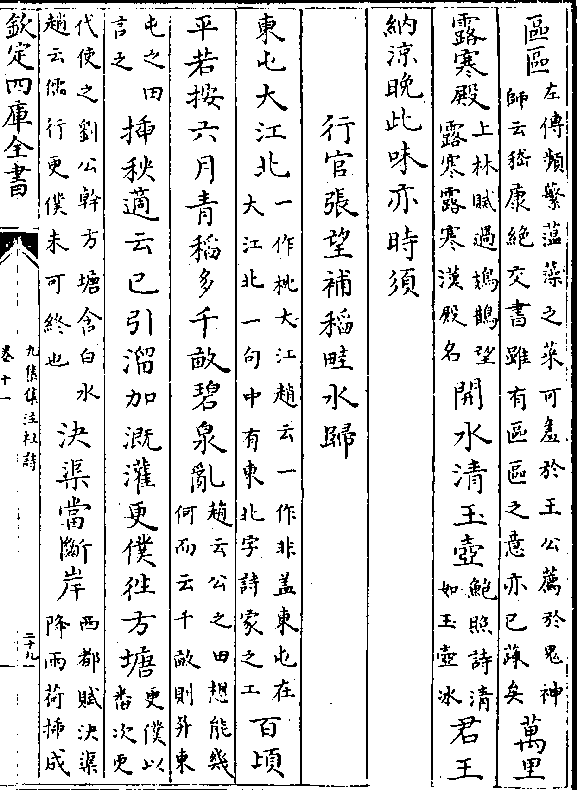 區區左傳頻繁薀藻之菜可羞於王公薦於鬼神師云嵇康絶交書雖有區區之意亦已疎矣萬里
露寒殿上林賦過鳷鵲望露寒露寒漢殿名開水清玉壺鮑照詩清如玉壺冰君王
納涼晚此味亦時須
行官張望補稻畦水歸
東屯大江北一作枕大江趙云一作非盖東屯在大江北一句中有東北字詩家之工百頃
平若按六月青稻多千畝碧泉亂趙云公之田想能幾何而云千畝則并東
屯之田言之插秧適云已引溜加溉灌更僕往方塘更僕以番次更
代使之劉公幹方塘含白水趙云儒行更僕未可終也決渠當斷岸西都賦決渠降雨荷插成
欽定四庫全書
九家集注杜詩
卷十一
二十九